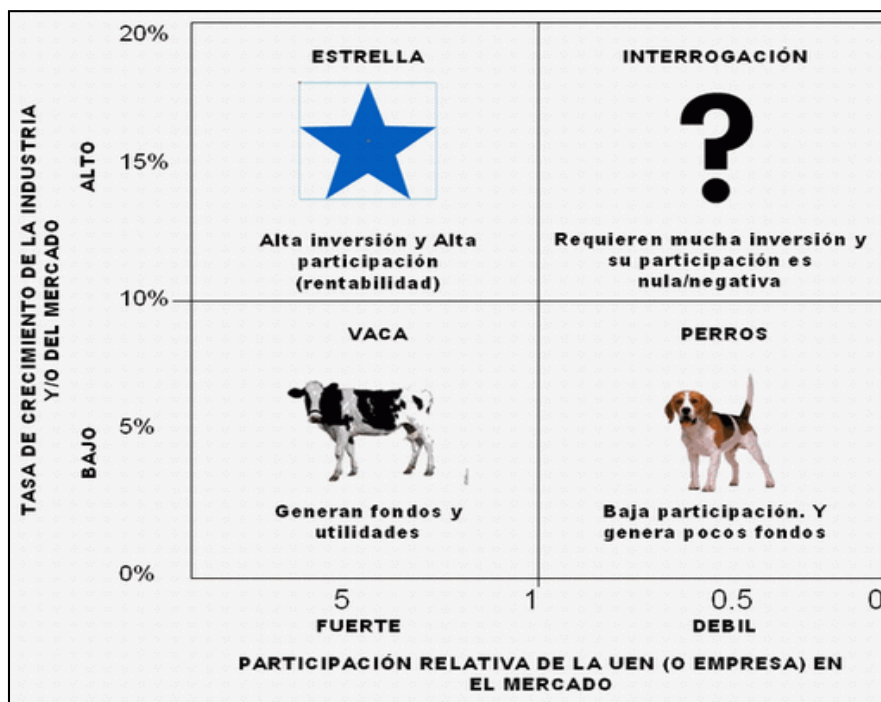 TASA DE CRECIMIENTO DE LA INDUSTRIA
Y/O DEL MERCADO
ALTO
BAJO
20%
15%
10%
5%
0%
ESTRELLA
Alta inversión y Alta
participación
(rentabilidad)
INTERROGACIÓN
?
Requieren mucha inversión y
su participación es
nula/negativa
VACA
Generan fondos y
utilidades
PERROS
Baja participación. Y
genera pocos fondos
5
1
0.5
0
FUERTE
DEBIL
PARTICIPACIÓN RELATIVA DE LA UEN (O EMPRESA) EN
EL MERCADO